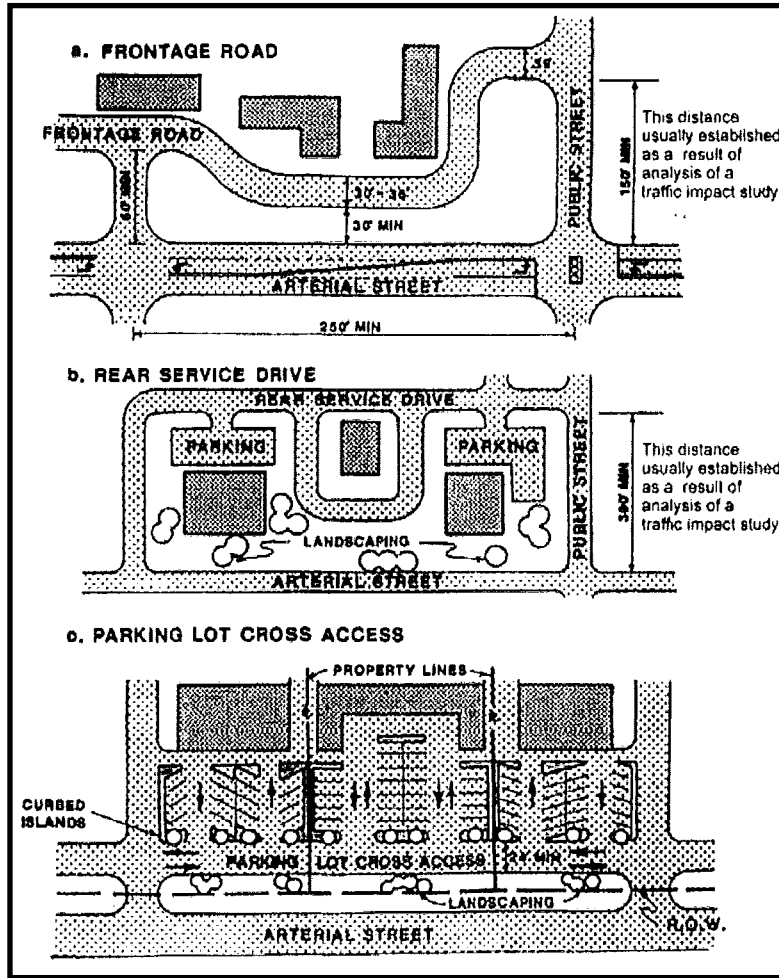 a. FRONTAGE ROAD
36'
This distance
usually established
as a result of
analysis of a
traffic impact study
FRONTAGE ROAD
PUBLIC STREET
150' MIN
60' MIN
30' - 36'
30' MIN
ARTERIAL STREET
250' MIN
b. REAR SERVICE DRIVE
REAR SERVICE DRIVE
PARKING
PARKING
PUBLIC STREET
MIN
This distance
usually established
as a result of
analysis of a
traffic impact study
LANDSCAPING
ARTERIAL STREET
c. PARKING LOT CROSS ACCESS
PROPERTY LINES
CURBED
ISLANDS
PARKING LOT CROSS ACCESS
24' MIN
LANDSCAPING
R.O.W.
ARTERIAL STREET